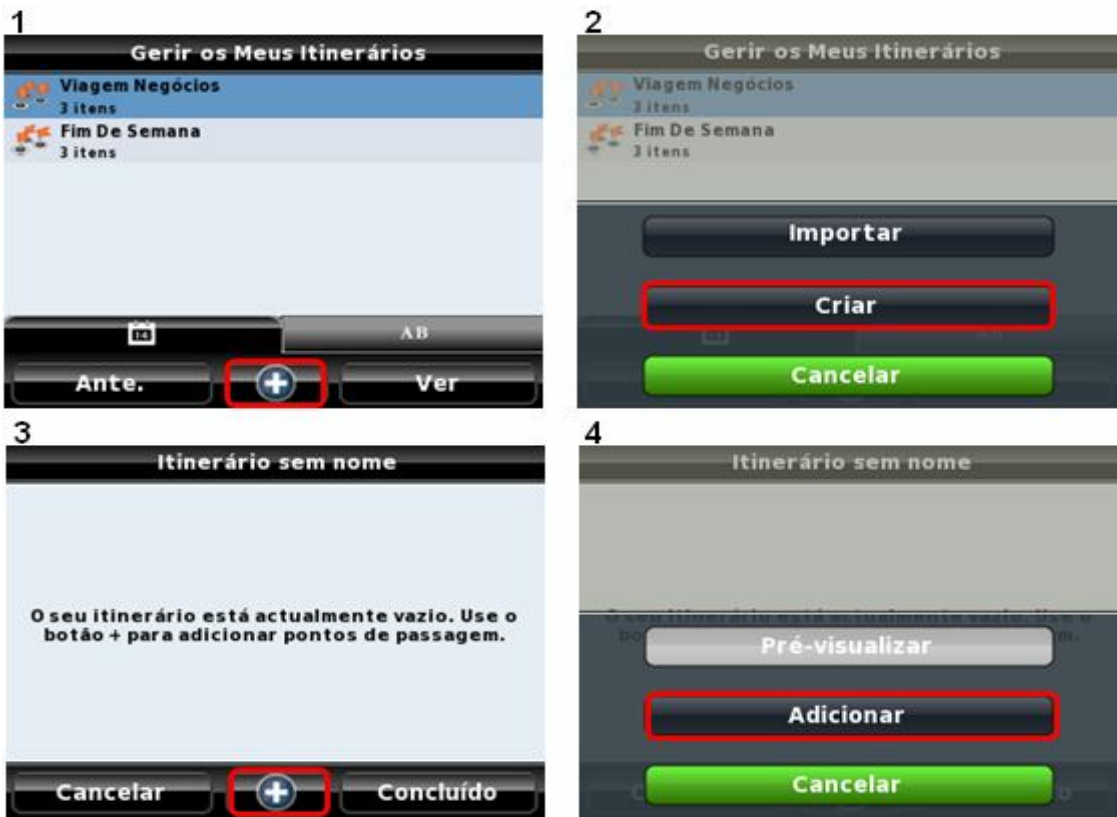 1
Gerir os Meus Itinerários
Viagem Negócios
3 itens
Fim De Semana
3 itens
14
AB
Ante.
Ver
2
Gerir os Meus Itinerários
Viagem Negócios
3 itens
Fim De Semana
3 itens
Importar
Criar
Cancelar
3
Itinerário sem nome
O seu itinerário está actualmente vazio. Use o
botão + para adicionar pontos de passagem.
Cancelar
Concluído
4
Itinerário sem nome
Pré-visualizar
Adicionar
Cancelar